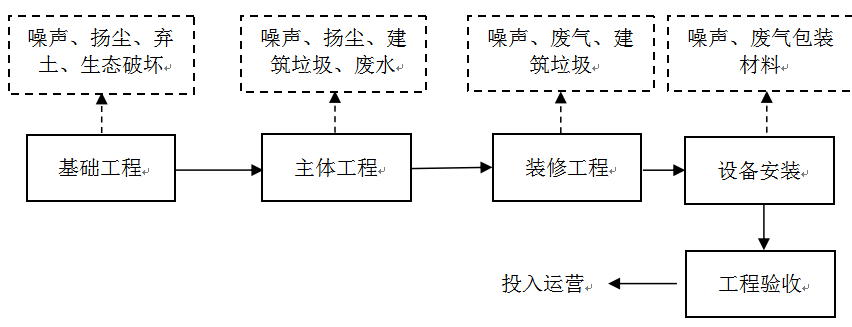 噪声、扬尘、弃
土、生态破坏
噪声、扬尘、建
筑垃圾、废水
噪声、废气、建
筑垃圾
噪声、废气包装
材料
基础工程
主体工程
装修工程
设备安装
投入运营
工程验收